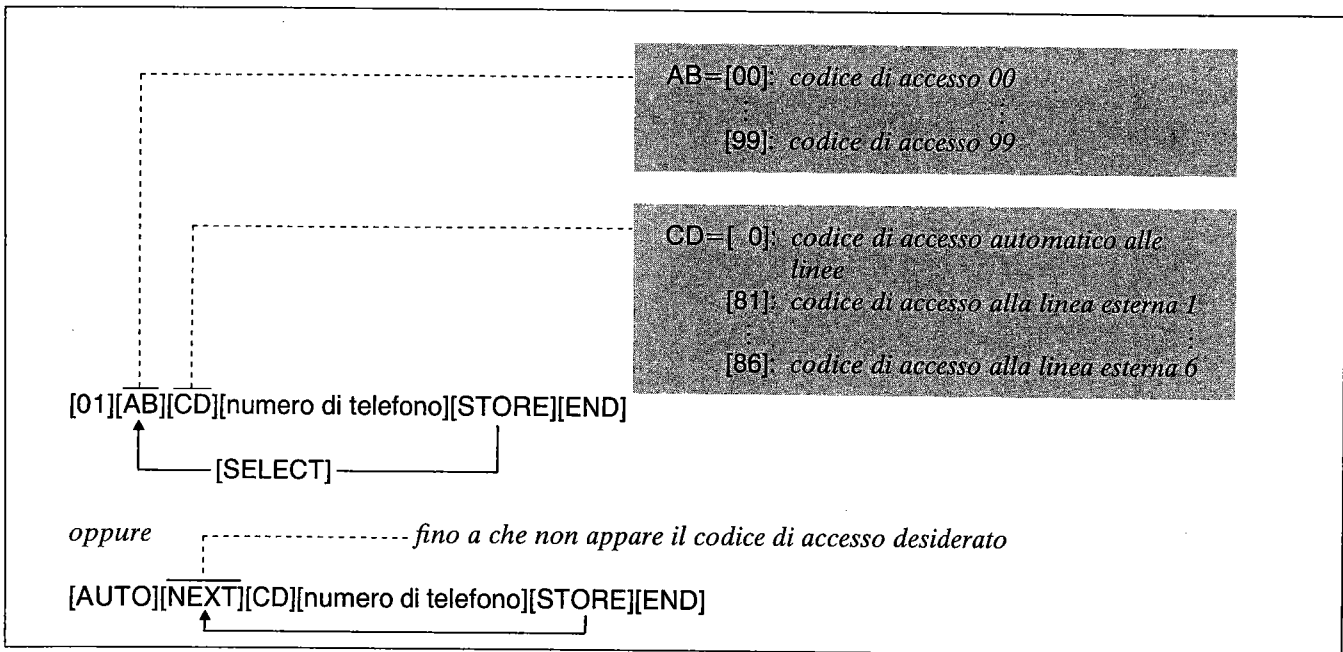 AB=[00]: codice di accesso 00
[99]: codice di accesso 99
CD=[ 0]: codice di accesso automatico alle
linee
[81]: codice di accesso alla linea esterna 1
[86]: codice di accesso alla linea esterna 6
[01][AB][CD][numero di telefono][STORE][END]
[SELECT]
oppure
fino a che non appare il codice di accesso desiderato
[AUTO][NEXT][CD][numero di telefono][STORE][END]